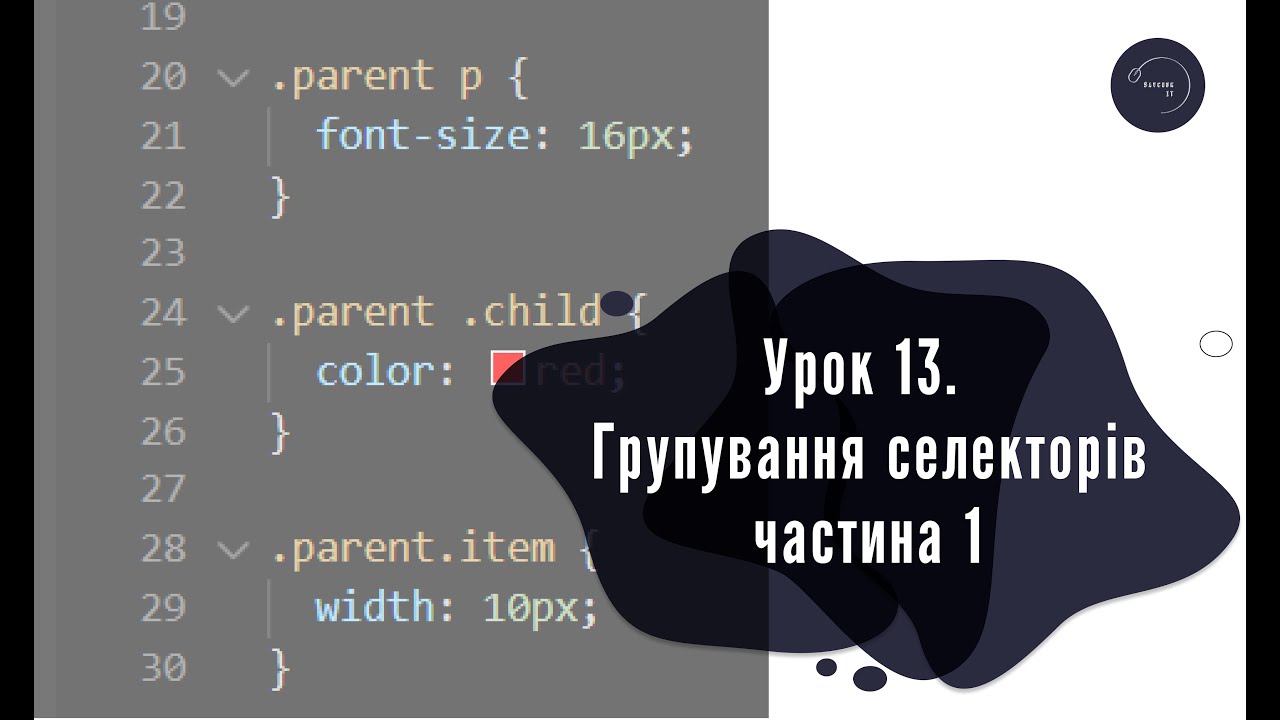 19
20 .parent p {
21 font-size: 16px;
22 }
23
24 .parent .child {
25 color: red;
26 }
27
28 .parent.item {
29 width: 10px;
30 }
Урок 13.
Групування селекторів
частина 1
IT